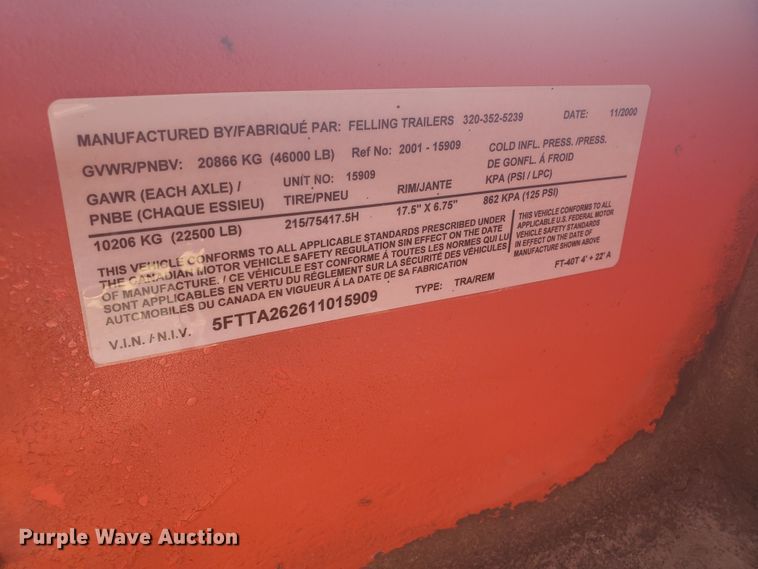 MANUFACTURED BY/FABRIQUÉ PAR: FELLING TRAILERS 320-352-5239 DATE: 11/2000
GVWR/PNBV: 20866 KG (46000 LB) Ref No: 2001 - 15909
COLD INFL. PRESS. /PRESS.
DE GONFL. Á FROID
KPA (PSI / LPC)
GAWR (EACH AXLE) /
PNBE (CHAQUE ESSIEU)
UNIT NO: 15909
TIRE/PNEU
RIM/JANTE
10206 KG (22500 LB) 215/75417.5H 17.5" X 6.75" 862 KPA (125 PSI)
THIS VEHICLE CONFORMS TO ALL APPLICABLE STANDARDS PRESCRIBED UNDER
THE CANADIAN MOTOR VEHICLE SAFETY REGULATION SIN EFFECT ON THE DATE
OF MANUFACTURE. / CE VÉHICULE EST CONFORME Á TOUTES LES NORMES QUI LU
SONT APPLICABLES EN VERTU DU RÉGLEMENT SUR LA SÉCURITÉ DES VÉHICULES
AUTOMOBILES DU CANADA EN VIGUEUR Á LA DATE DE SA FABRICATION
THIS VEHICLE CONFORMS TO ALL
APPLICABLE U.S. FEDERAL MOTOR
VEHICLE SAFETY STANDARDS
IN EFFECT ON THE DATE OF
MANUFACTURE SHOWN ABOVE
V.I.N. / N.I.V. 5FTTA262611015909 TYPE: TRA/REM FT-40T 4' + 22' A
Purple Wave Auction